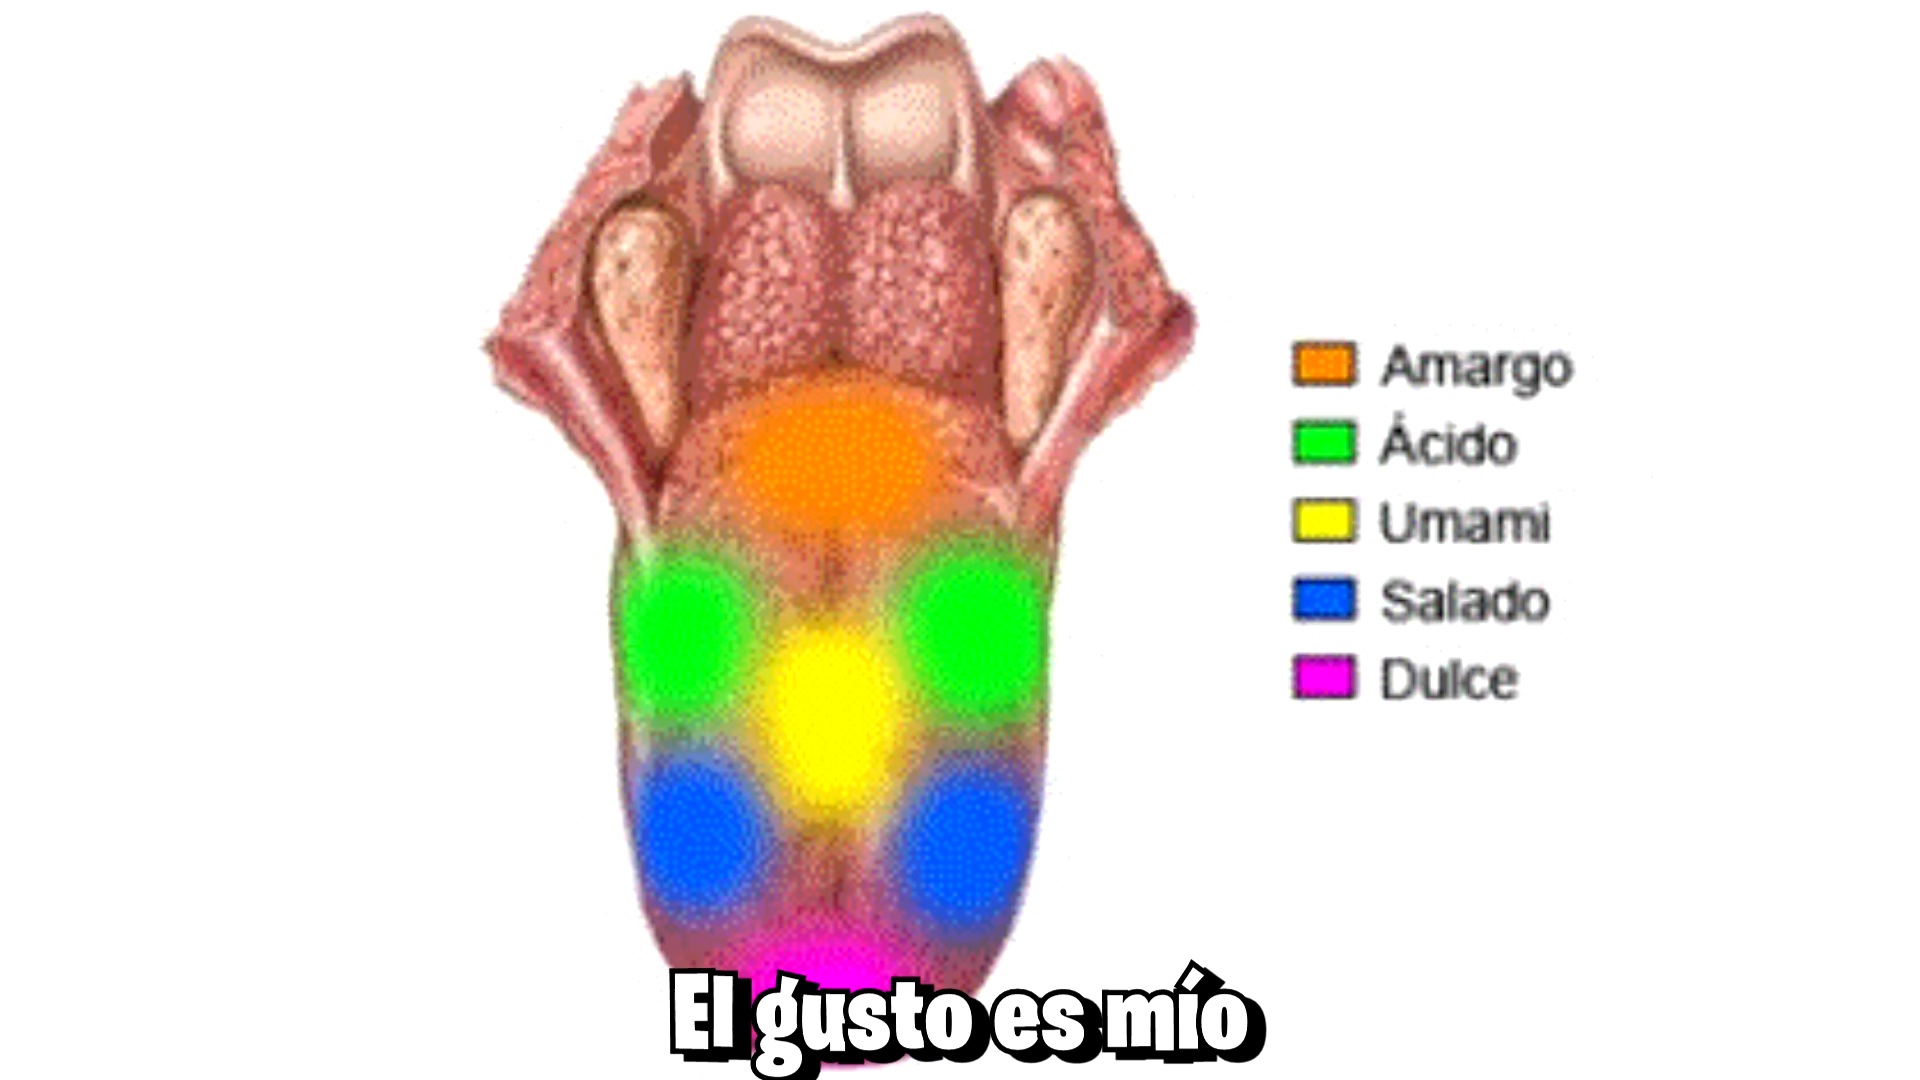 Amargo
Ácido
Umami
Salado
Dulce
El gusto es mío